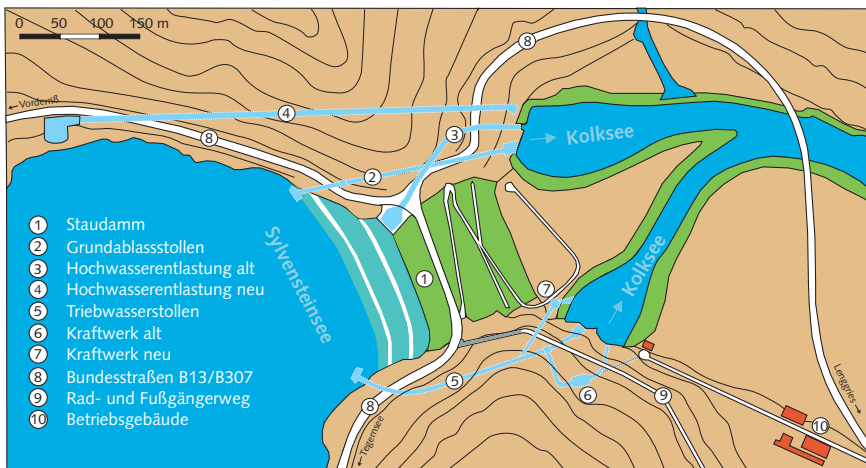 0 50 100 150 m
←Vorderriß
8
4
3
Kolksee
8
2
1 Staudamm
2 Grundablassstollen
3 Hochwasserentlastung alt
4 Hochwasserentlastung neu
5 Triebwasserstollen
6 Kraftwerk alt
7 Kraftwerk neu
8 Bundesstraßen B13/B307
9 Rad- und Fußgängerweg
10 Betriebsgebäude
Sylvensteinsee
1
7
Kolksee
5
6
8
9
10
←Tegernsee
Lenggries→